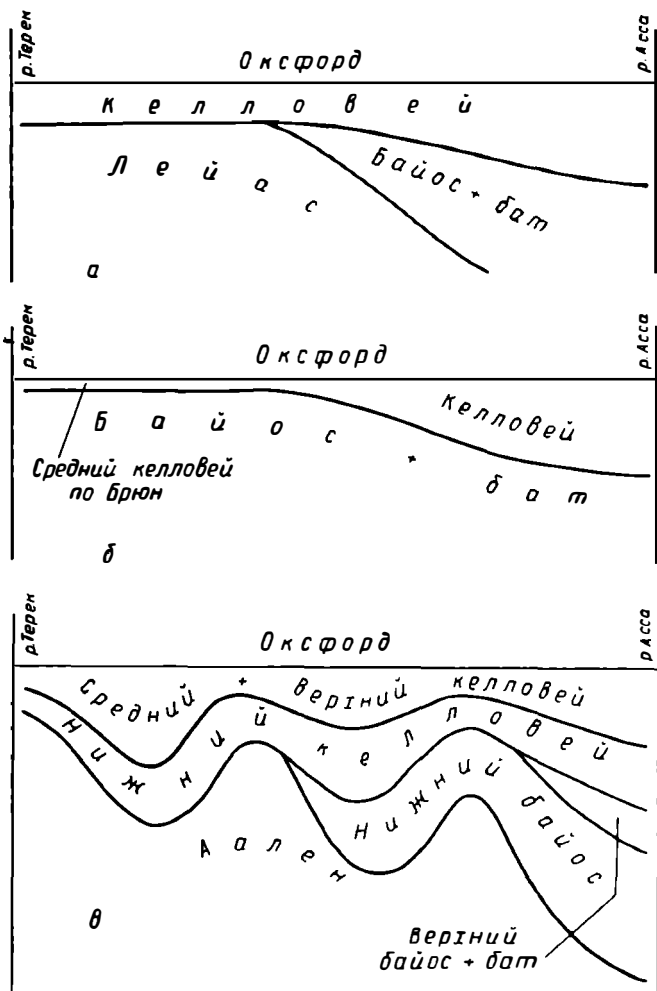 р. Терек
Оксфорд
р. Асса
Келловей
Лейас
Байос + бат
а
р. Терек
Оксфорд
р. Асса
Байос + бат
Келловей
Средний келловей
по Брюн
б
р. Терек
Оксфорд
р. Асса
Средний + верхний келловей
Нижний келловей
Нижний байос
Аален
Верхний
байос + бат
в